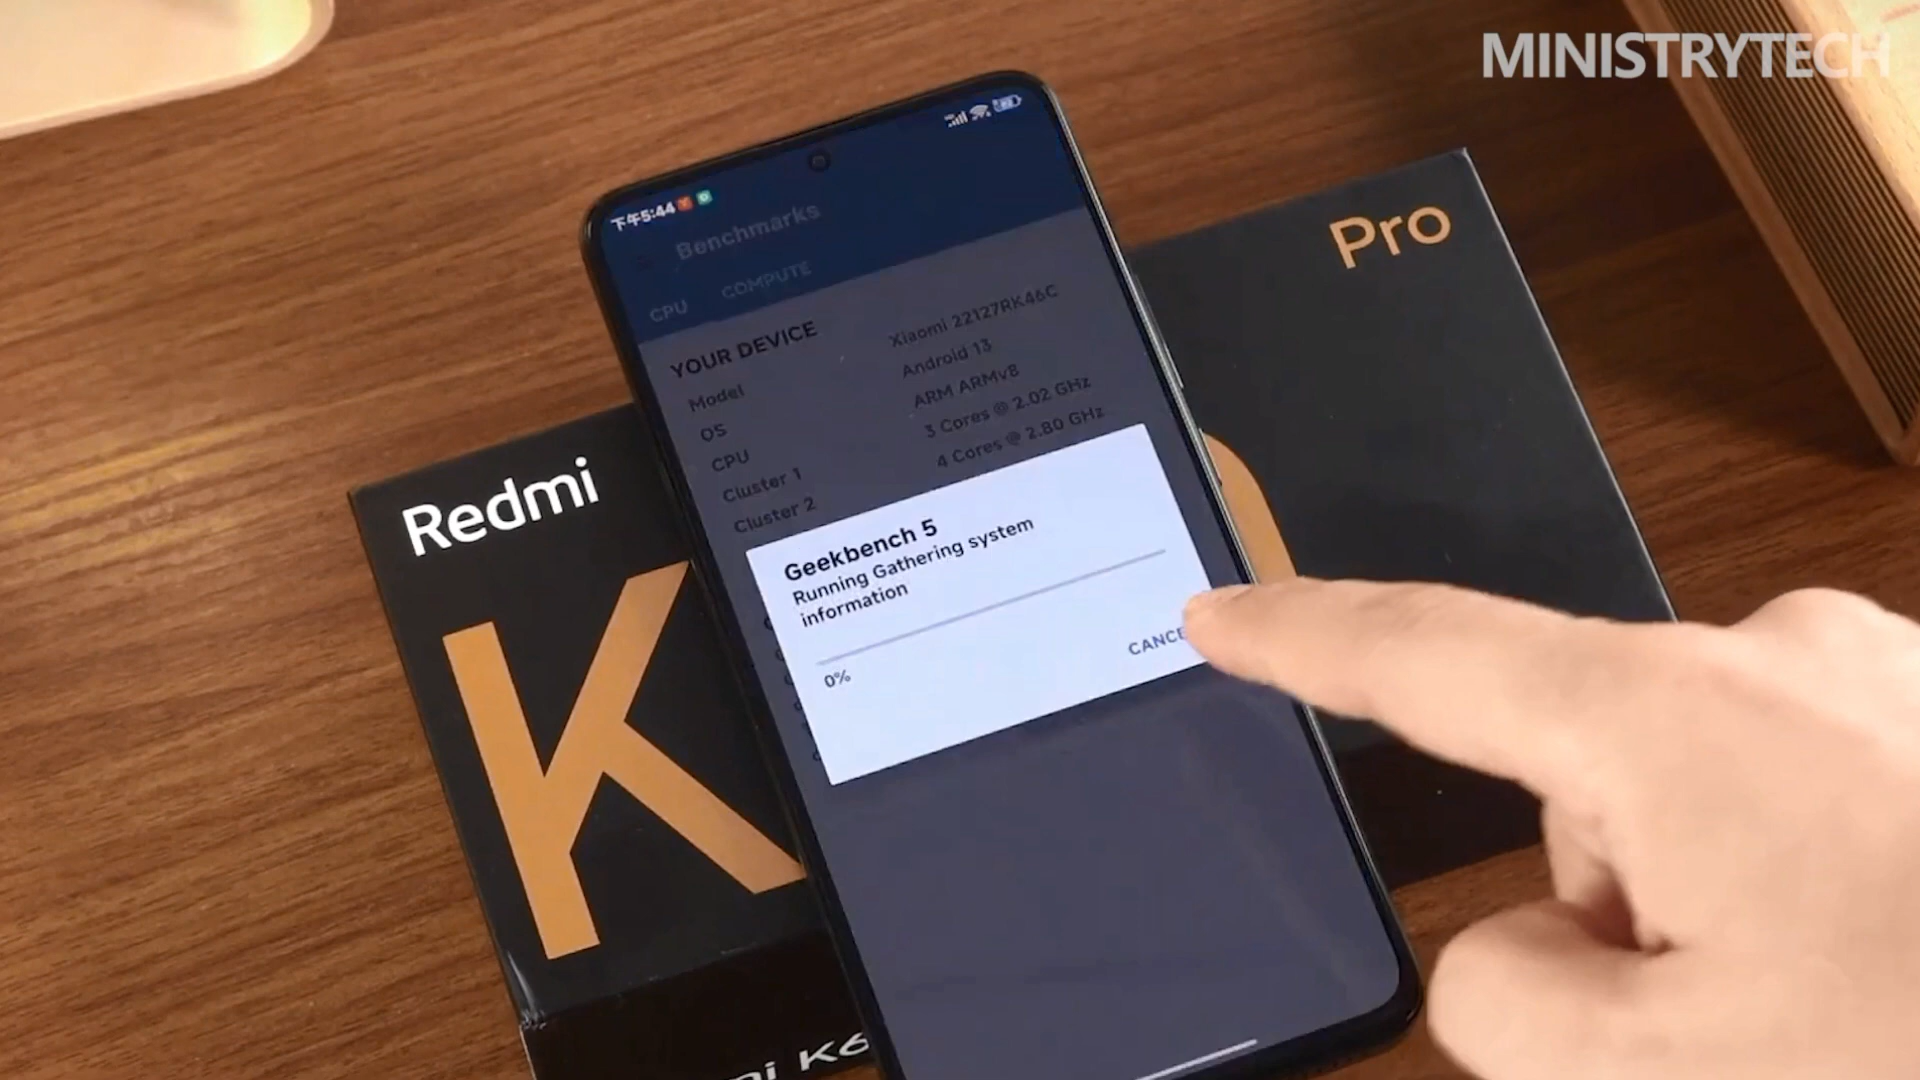 MINISTRYTECH
下午5:44
Benchmarks
CPU COMPUTE
YOUR DEVICE
Model Xiaomi 22127RK46C
OS Android 13
CPU ARM ARMv8
Cluster 1 3 Cores @ 2.02 GHz
Cluster 2 4 Cores @ 2.80 GHz
Geekbench 5
Running Gathering system
information
0%
Redmi
K
Pro
K6